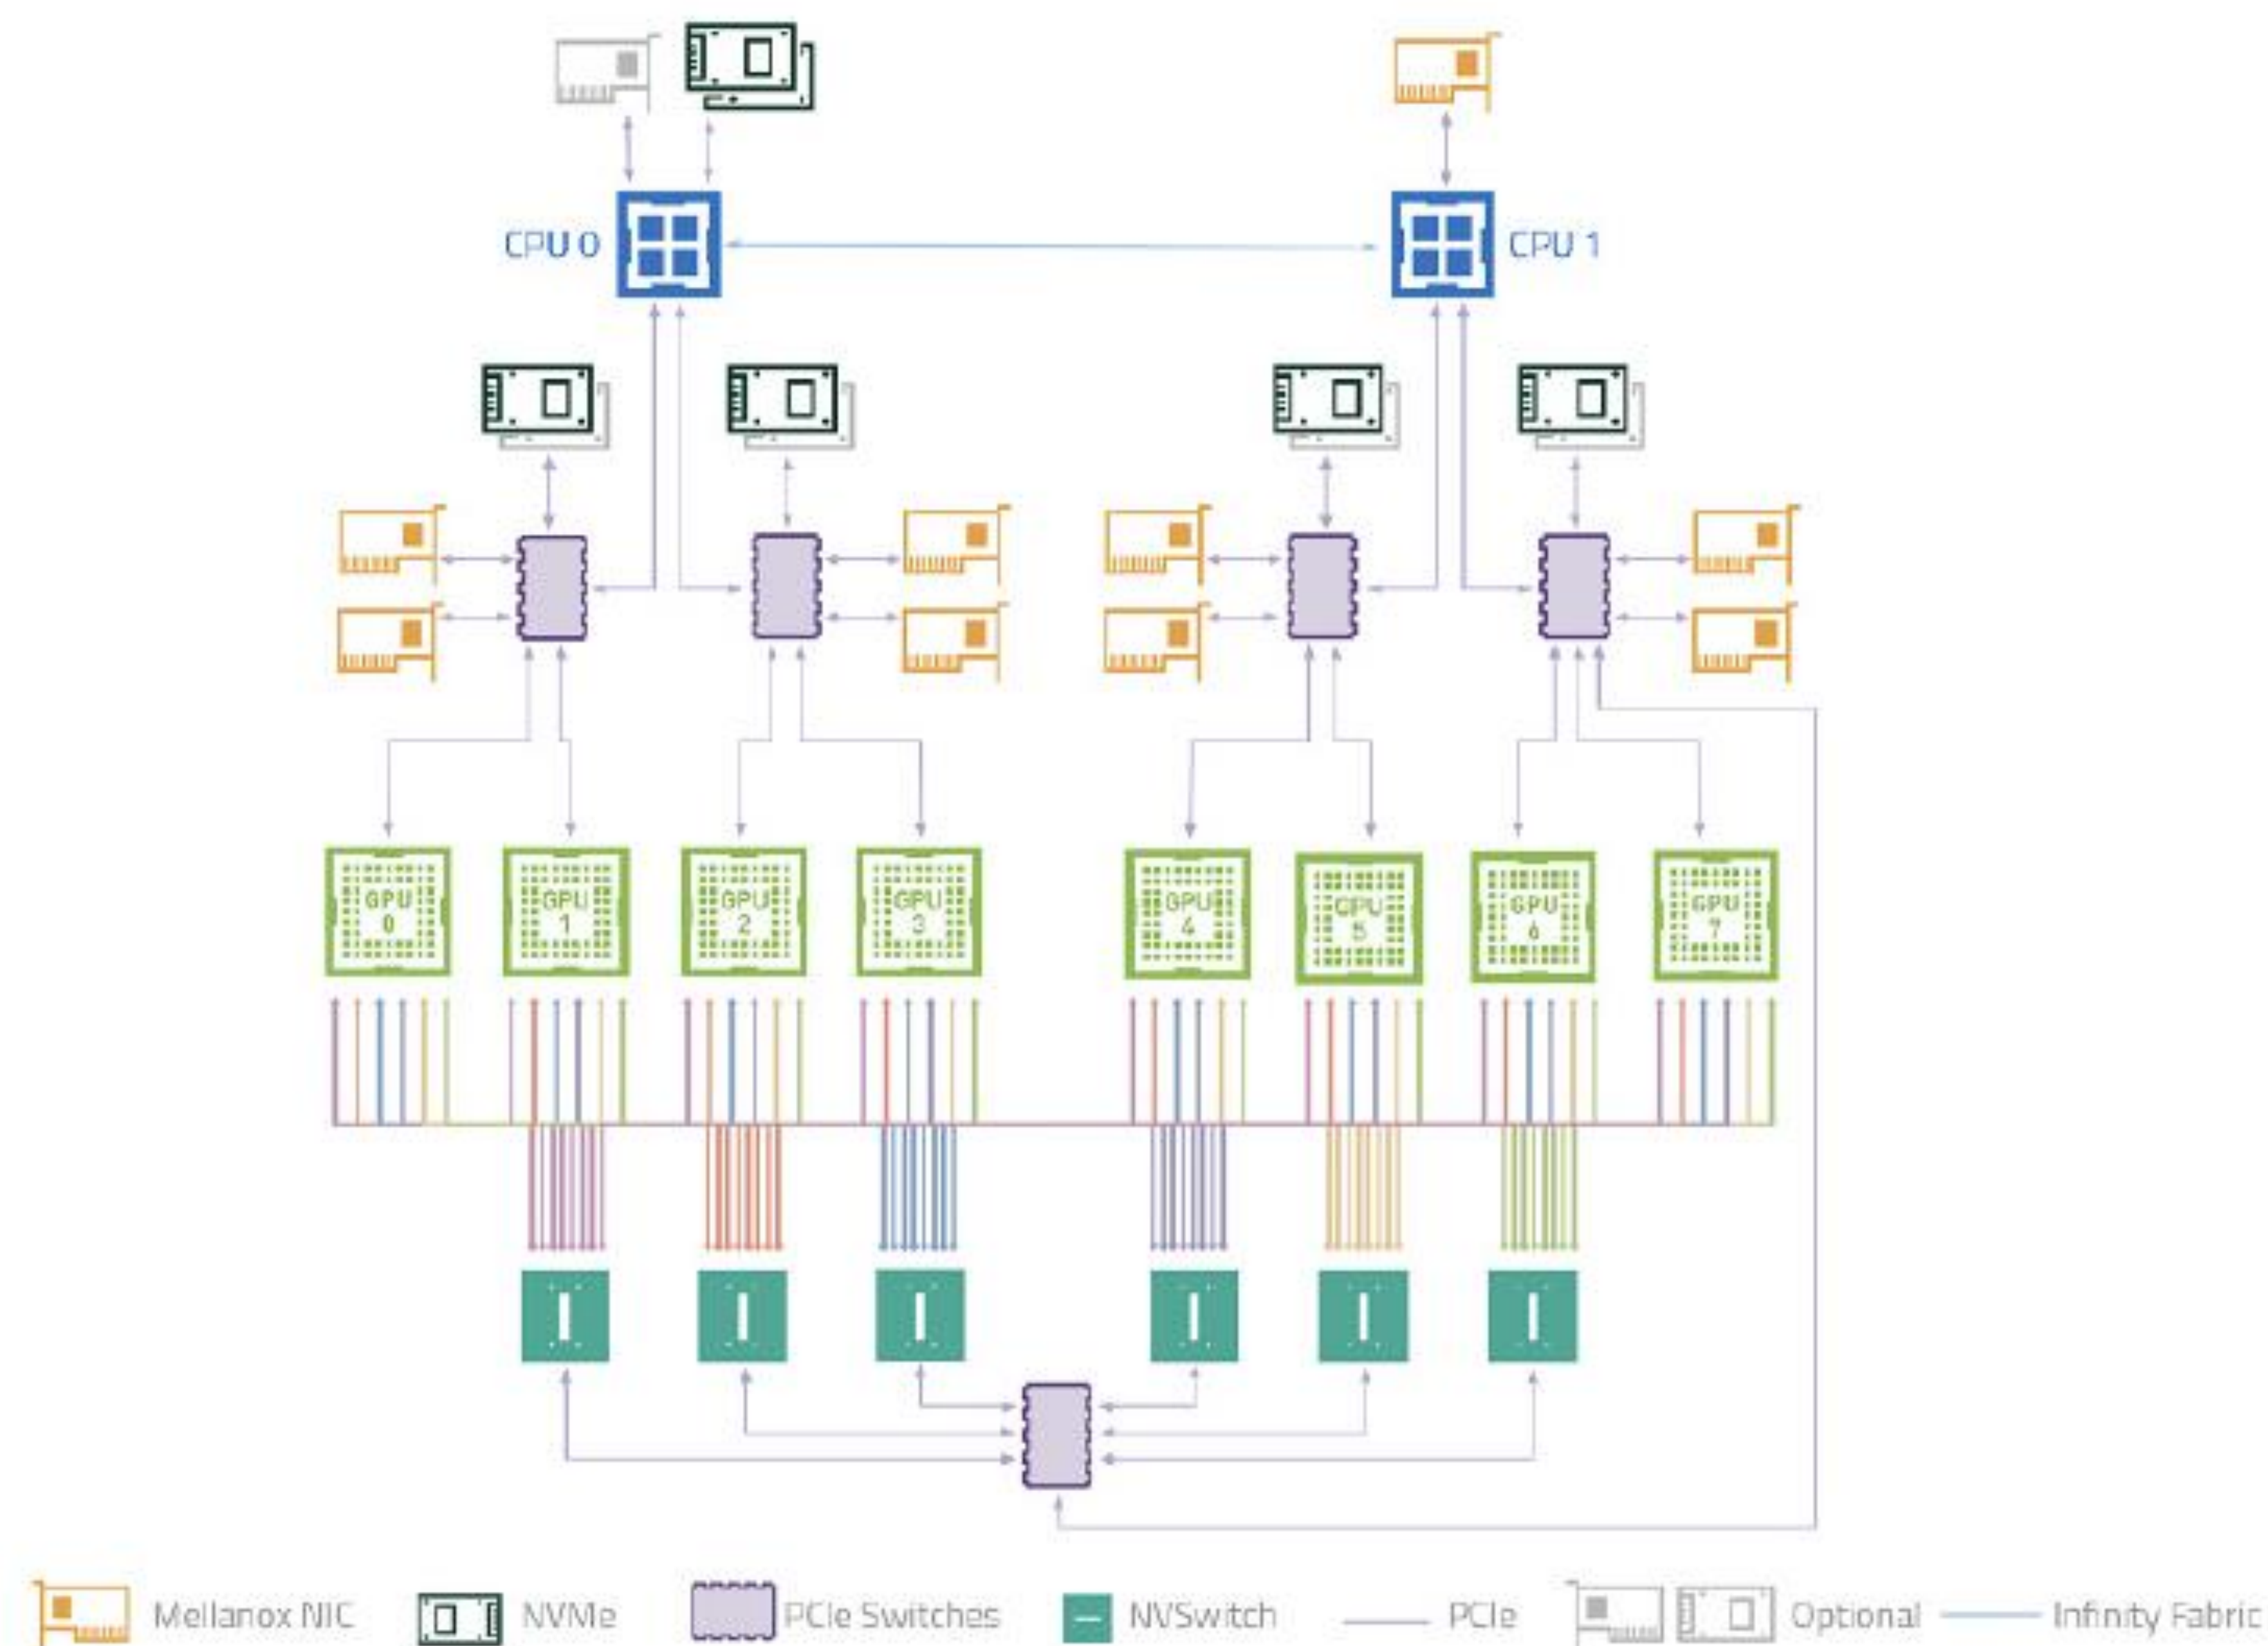 CPU 0
CPU 1
GPU
0
GPU
1
GPU
2
GPU
3
GPU
4
GPU
5
GPU
6
GPU
7
Mellanox NIC
NVMe
PCIe Switches
NVSwitch
PCIe
Optional
Infinity Fabric